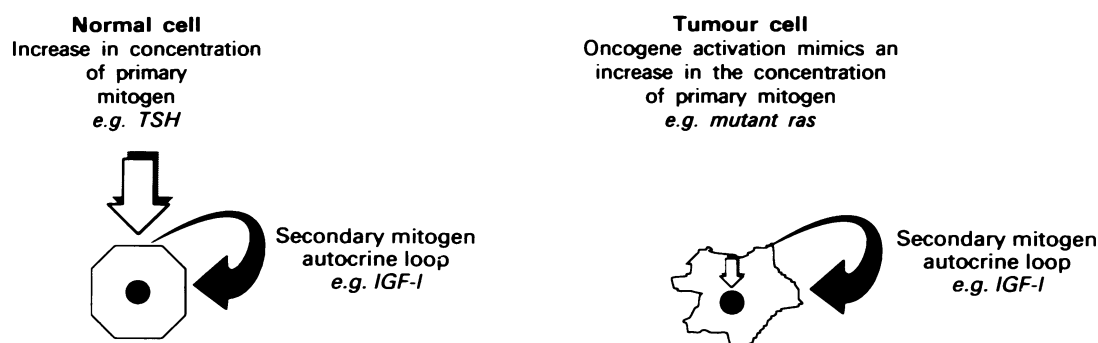 Normal cell
Increase in concentration
of primary
mitogen
e.g. TSH
Secondary mitogen
autocrine loop
e.g. IGF-I
Tumour cell
Oncogene activation mimics an
increase in the concentration
of primary mitogen
e.g. mutant ras
Secondary mitogen
autocrine loop
e.g. IGF-I